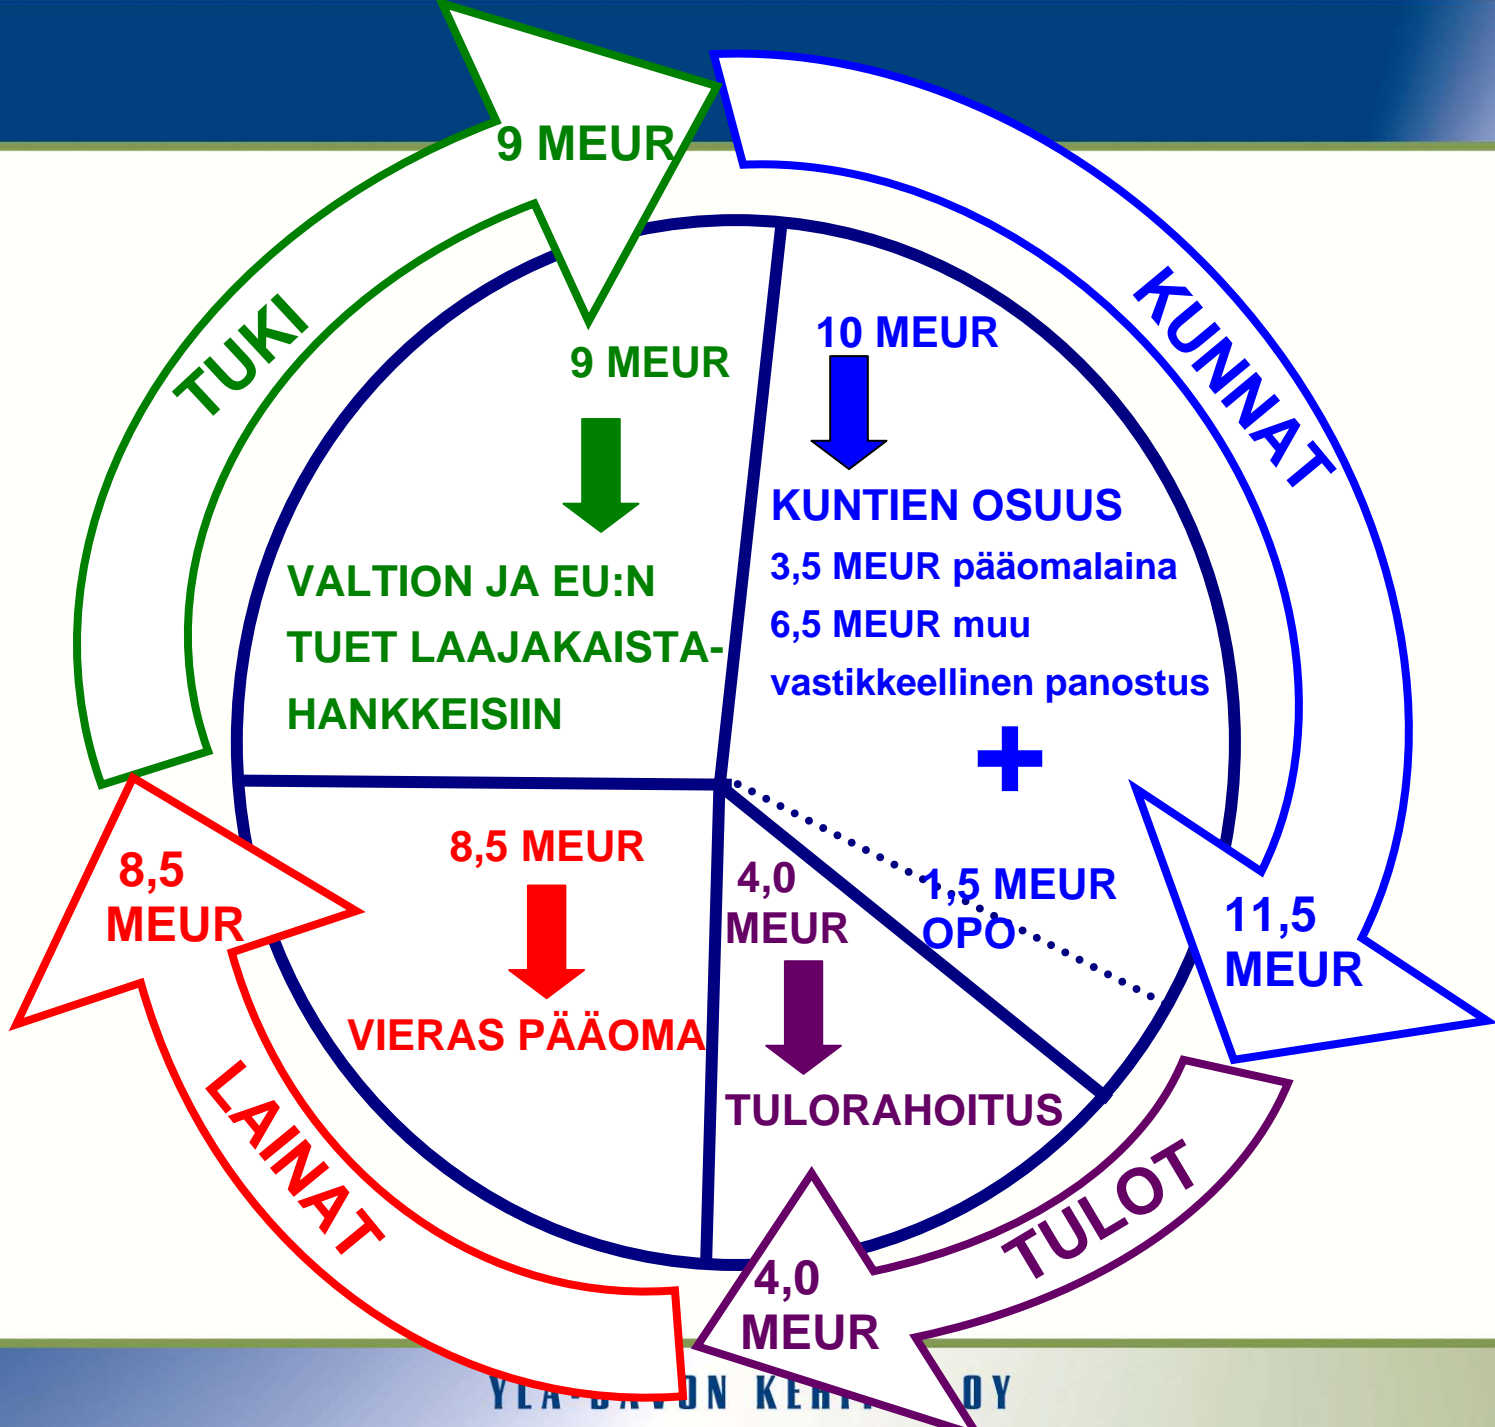 9 MEUR
TUKI
9 MEUR
VALTION JA EU:N
TUET LAAJAKAISTA-
HANKKEISIIN
KUNNAT
10 MEUR
KUNTIEN OSUUS
3,5 MEUR pääomalaina
6,5 MEUR muu
vastikkeellinen panostus
+
1,5 MEUR
OPO
11,5
MEUR
8,5 MEUR
VIERAS PÄÄOMA
8,5
MEUR
LAINAT
4,0
MEUR
TULORAHOITUS
TULOT
4,0
MEUR
OY